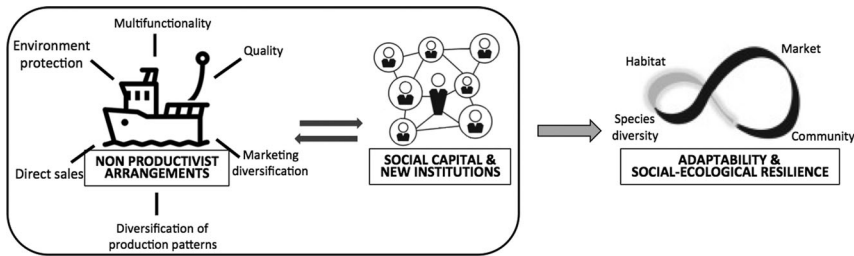 Multifunctionality
Environment
protection
Quality
Direct sales
NON PRODUCTIVIST
ARRANGEMENTS
Marketing
diversification
Diversification of
production patterns
SOCIAL CAPITAL &
NEW INSTITUTIONS
Habitat
Market
Species
diversity
Community
ADAPTABILITY &
SOCIAL-ECOLOGICAL RESILIENCE